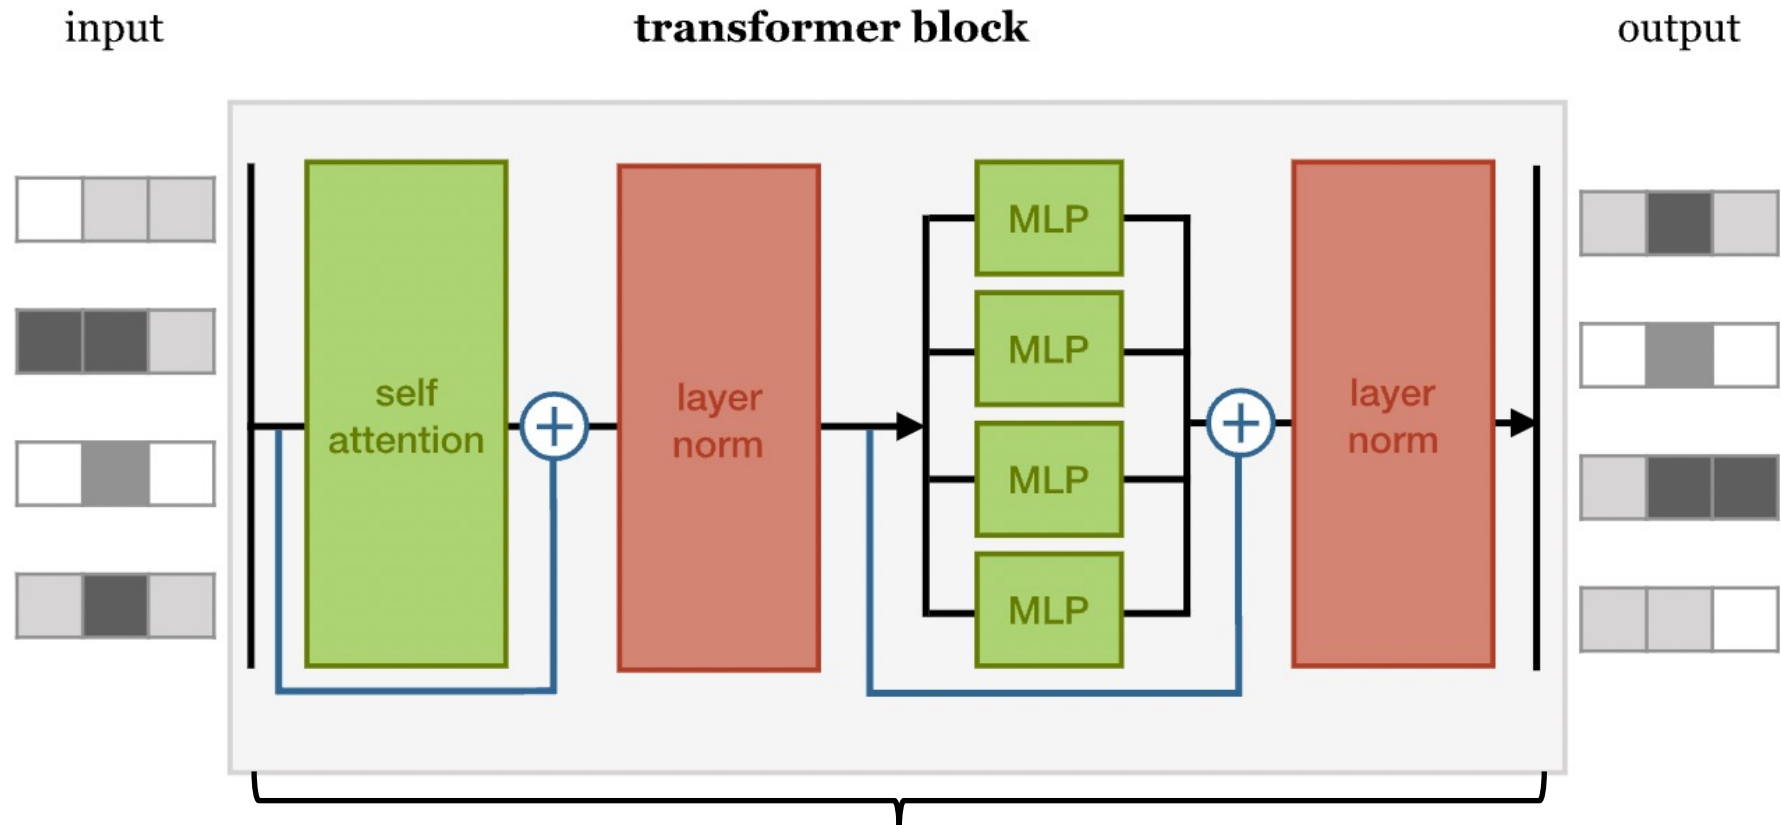 input
transformer block
output
self
attention
layer
norm
MLP
MLP
MLP
MLP
layer
norm